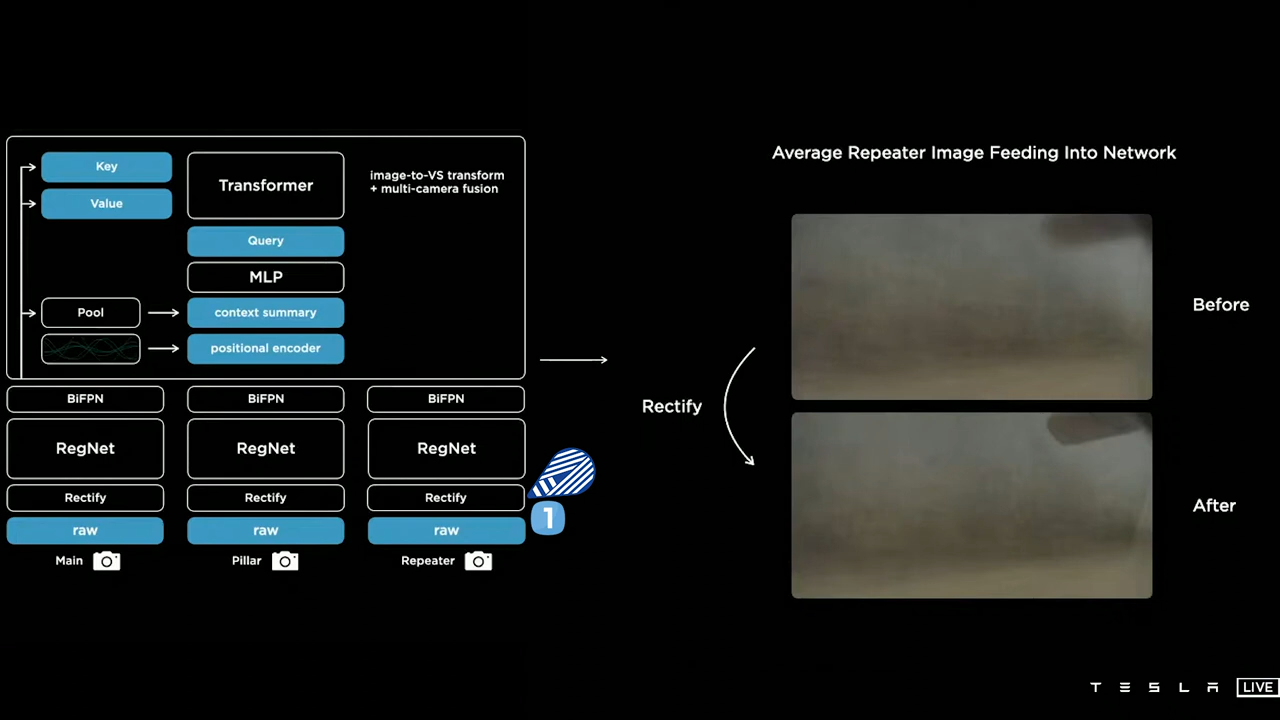 Key
Value
Transformer
image-to-VS transform
+ multi-camera fusion
Query
MLP
Pool
context summary
positional encoder
BiFPN
BiFPN
BiFPN
RegNet
RegNet
RegNet
Rectify
Rectify
Rectify
raw
raw
raw
Main
Pillar
Repeater
1
Average Repeater Image Feeding Into Network
Before
Rectify
After
TESLA LIVE